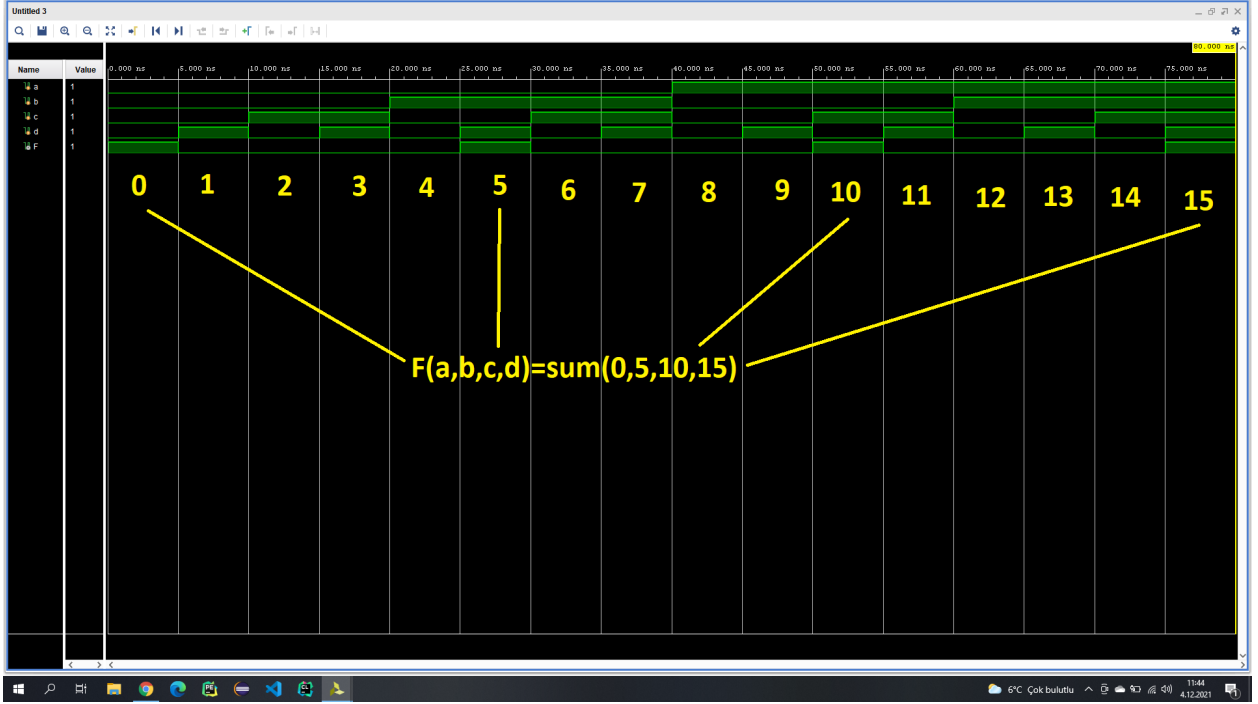 Untitled 3
80.000 ns
Name Value
0.000 ns 5.000 ns 10.000 ns 15.000 ns 20.000 ns 25.000 ns 30.000 ns 35.000 ns 40.000 ns 45.000 ns 50.000 ns 55.000 ns 60.000 ns 65.000 ns 70.000 ns 75.000 ns
a 1
b 1
c 1
d 1
F 1
0 1 2 3 4 5 6 7 8 9 10 11 12 13 14 15
F(a,b,c,d)=sum(0,5,10,15)
6°C Çok bulutlu
11:44
4.12.2021